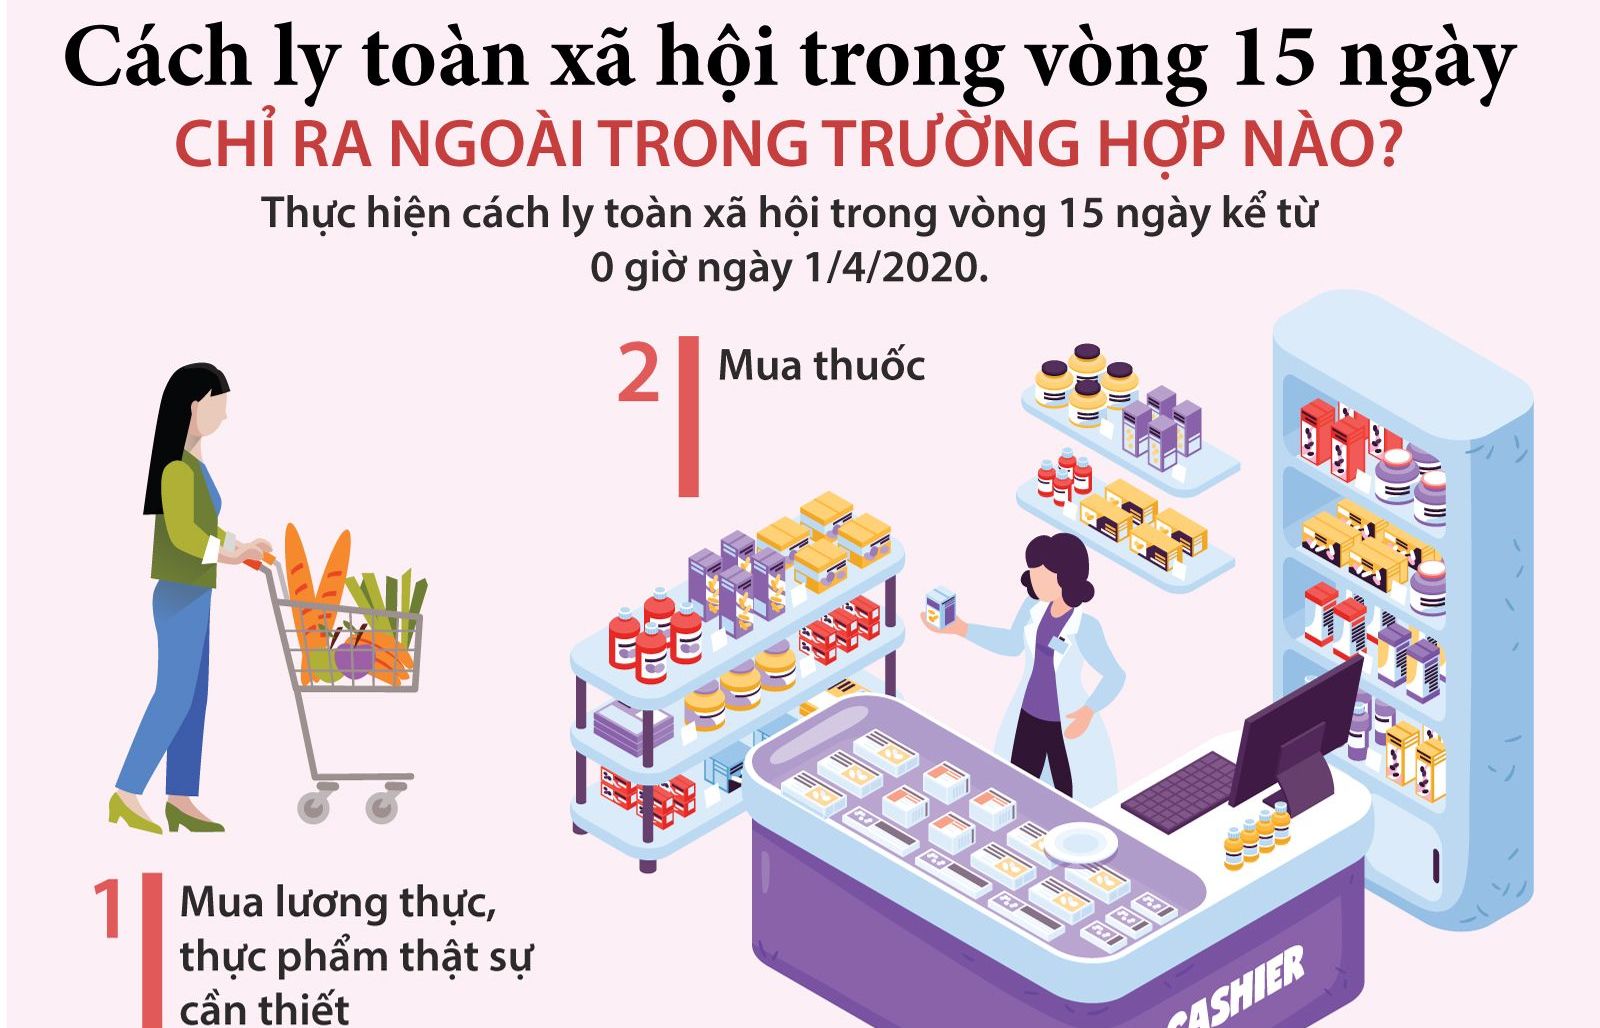 Cách ly toàn xã hội trong vòng 15 ngày
CHỈ RA NGOÀI TRONG TRƯỜNG HỢP NÀO?
Thực hiện cách ly toàn xã hội trong vòng 15 ngày kể từ
0 giờ ngày 1/4/2020.
2
Mua thuốc
1
Mua lương thực,
thực phẩm thật sự
cần thiết
CASHIER